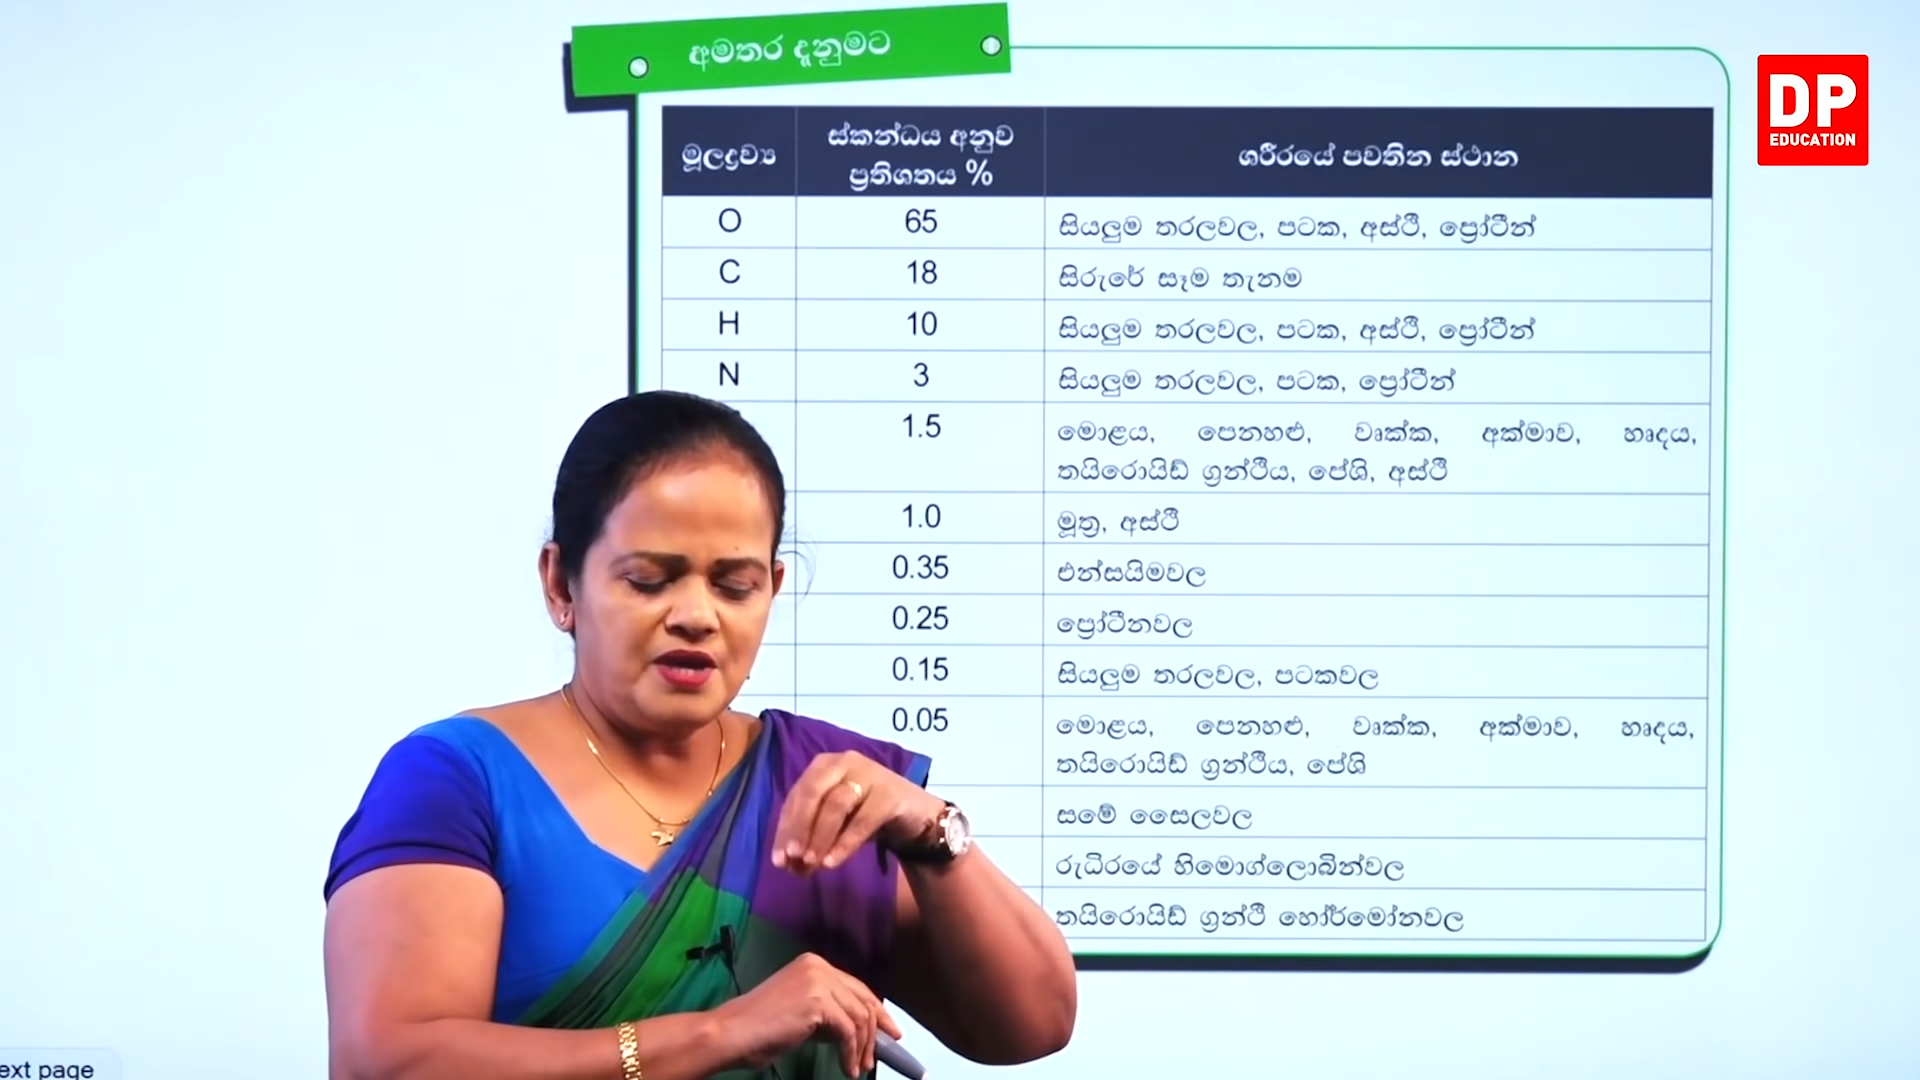 අමතර දැනුමට
DP
EDUCATION
මූලද්‍රව්‍ය ස්කන්ධය අනුව ප්‍රතිශතය % ශරීරයේ පවතින ස්ථාන
O 65 සියලුම තරලවල, පටක, අස්ථි, ප්‍රෝටීන්
C 18 සිරුරේ සෑම තැනම
H 10 සියලුම තරලවල, පටක, අස්ථි, ප්‍රෝටීන්
N 3 සියලුම තරලවල, පටක, ප්‍රෝටීන්
1.5 මොළය, පෙනහළු, වෘක්ක, අක්මාව, හෘදය,
තයිරොයිඩ් ග්‍රන්ථිය, පේශි, අස්ථි
1.0 මූත්‍ර, අස්ථි
0.35 එන්සයිමවල
0.25 ප්‍රෝටීනවල
0.15 සියලුම තරලවල, පටකවල
0.05 මොළය, පෙනහළු, වෘක්ක, අක්මාව, හෘදය,
තයිරොයිඩ් ග්‍රන්ථිය, පේශි
සමේ සෛලවල
රුධිරයේ හිමොග්ලොබින්වල
තයිරොයිඩ් ග්‍රන්ථි හෝර්මෝනවල
ext page